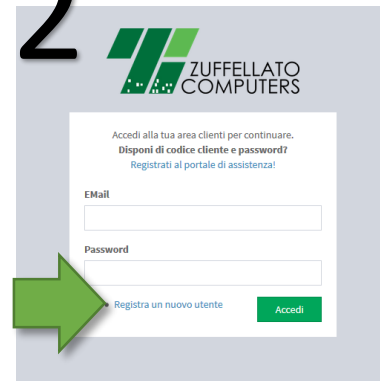 2
ZUFFELLATO
COMPUTERS
Accedi alla tua area clienti per continuare.
Disponi di codice cliente e password?
Registrati al portale di assistenza!
EMail
Password
Registra un nuovo utente
Accedi